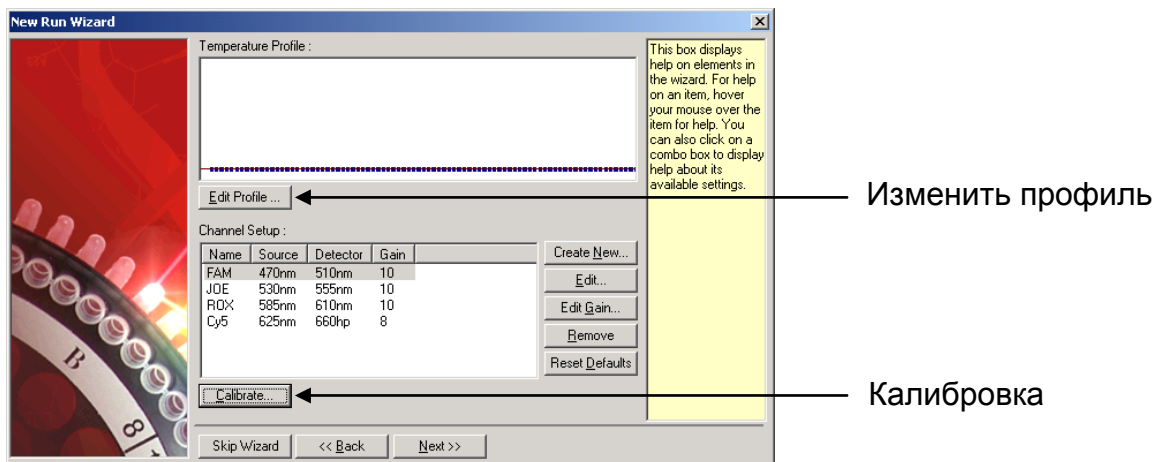 New Run Wizard
Temperature Profile :
Edit Profile ...
Channel Setup :
Name Source Detector Gain
FAM 470nm 510nm 10
JOE 530nm 555nm 10
ROX 585nm 610nm 10
Cy5 625nm 660hp 8
Create New...
Edit...
Edit Gain...
Remove
Reset Defaults
Calibrate...
Skip Wizard << Back Next >>
This box displays
help on elements in
the wizard. For help
on an item, hover
your mouse over the
item for help. You
can also click on a
combo box to display
help about its
available settings.
Изменить профиль
Калибровка
B
8